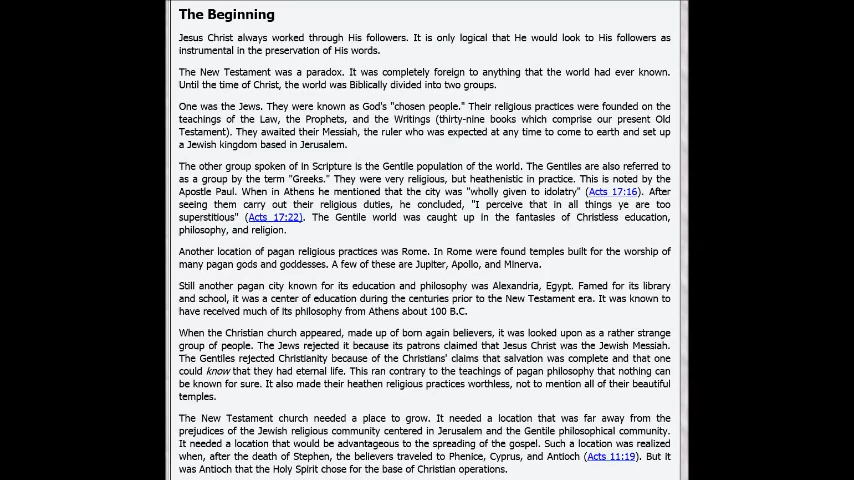 The Beginning
Jesus Christ always worked through His followers. It is only logical that He would look to His followers as
instrumental in the preservation of His words.
The New Testament was a paradox. It was completely foreign to anything that the world had ever known.
Until the time of Christ, the world was Biblically divided into two groups.
One was the Jews. They were known as God's "chosen people." Their religious practices were founded on the
teachings of the Law, the Prophets, and the Writings (thirty-nine books which comprise our present Old
Testament). They awaited their Messiah, the ruler who was expected at any time to come to earth and set up
a Jewish kingdom based in Jerusalem.
The other group spoken of in Scripture is the Gentile population of the world. The Gentiles are also referred to
as a group by the term "Greeks." They were very religious, but heathenistic in practice. This is noted by the
Apostle Paul. When in Athens he mentioned that the city was "wholly given to idolatry" (Acts 17:16). After
seeing them carry out their religious duties, he concluded, "I perceive that in all things ye are too
superstitious" (Acts 17:22). The Gentile world was caught up in the fantasies of Christless education,
philosophy, and religion.
Another location of pagan religious practices was Rome. In Rome were found temples built for the worship of
many pagan gods and goddesses. A few of these are Jupiter, Apollo, and Minerva.
Still another pagan city known for its education and philosophy was Alexandria, Egypt. Famed for its library
and school, it was a center of education during the centuries prior to the New Testament era. It was known to
have received much of its philosophy from Athens about 100 B.C.
When the Christian church appeared, made up of born again believers, it was looked upon as a rather strange
group of people. The Jews rejected it because its patrons claimed that Jesus Christ was the Jewish Messiah.
The Gentiles rejected Christianity because of the Christians' claims that salvation was complete and that one
could know that they had eternal life. This ran contrary to the teachings of pagan philosophy that nothing can
be known for sure. It also made their heathen religious practices worthless, not to mention all of their beautiful
temples.
The New Testament church needed a place to grow. It needed a location that was far away from the
prejudices of the Jewish religious community centered in Jerusalem and the Gentile philosophical community.
It needed a location that would be advantageous to the spreading of the gospel. Such a location was realized
when, after the death of Stephen, the believers traveled to Phenice, Cyprus, and Antioch (Acts 11:19). But it
was Antioch that the Holy Spirit chose for the base of Christian operations.